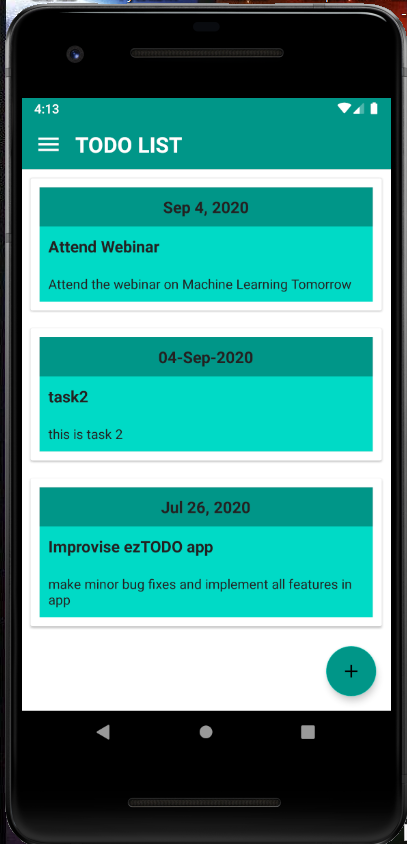 4:13
TODO LIST
Sep 4, 2020
Attend Webinar
Attend the webinar on Machine Learning Tomorrow
04-Sep-2020
task2
this is task 2
Jul 26, 2020
Improvise ezTODO app
make minor bug fixes and implement all features in
app
+